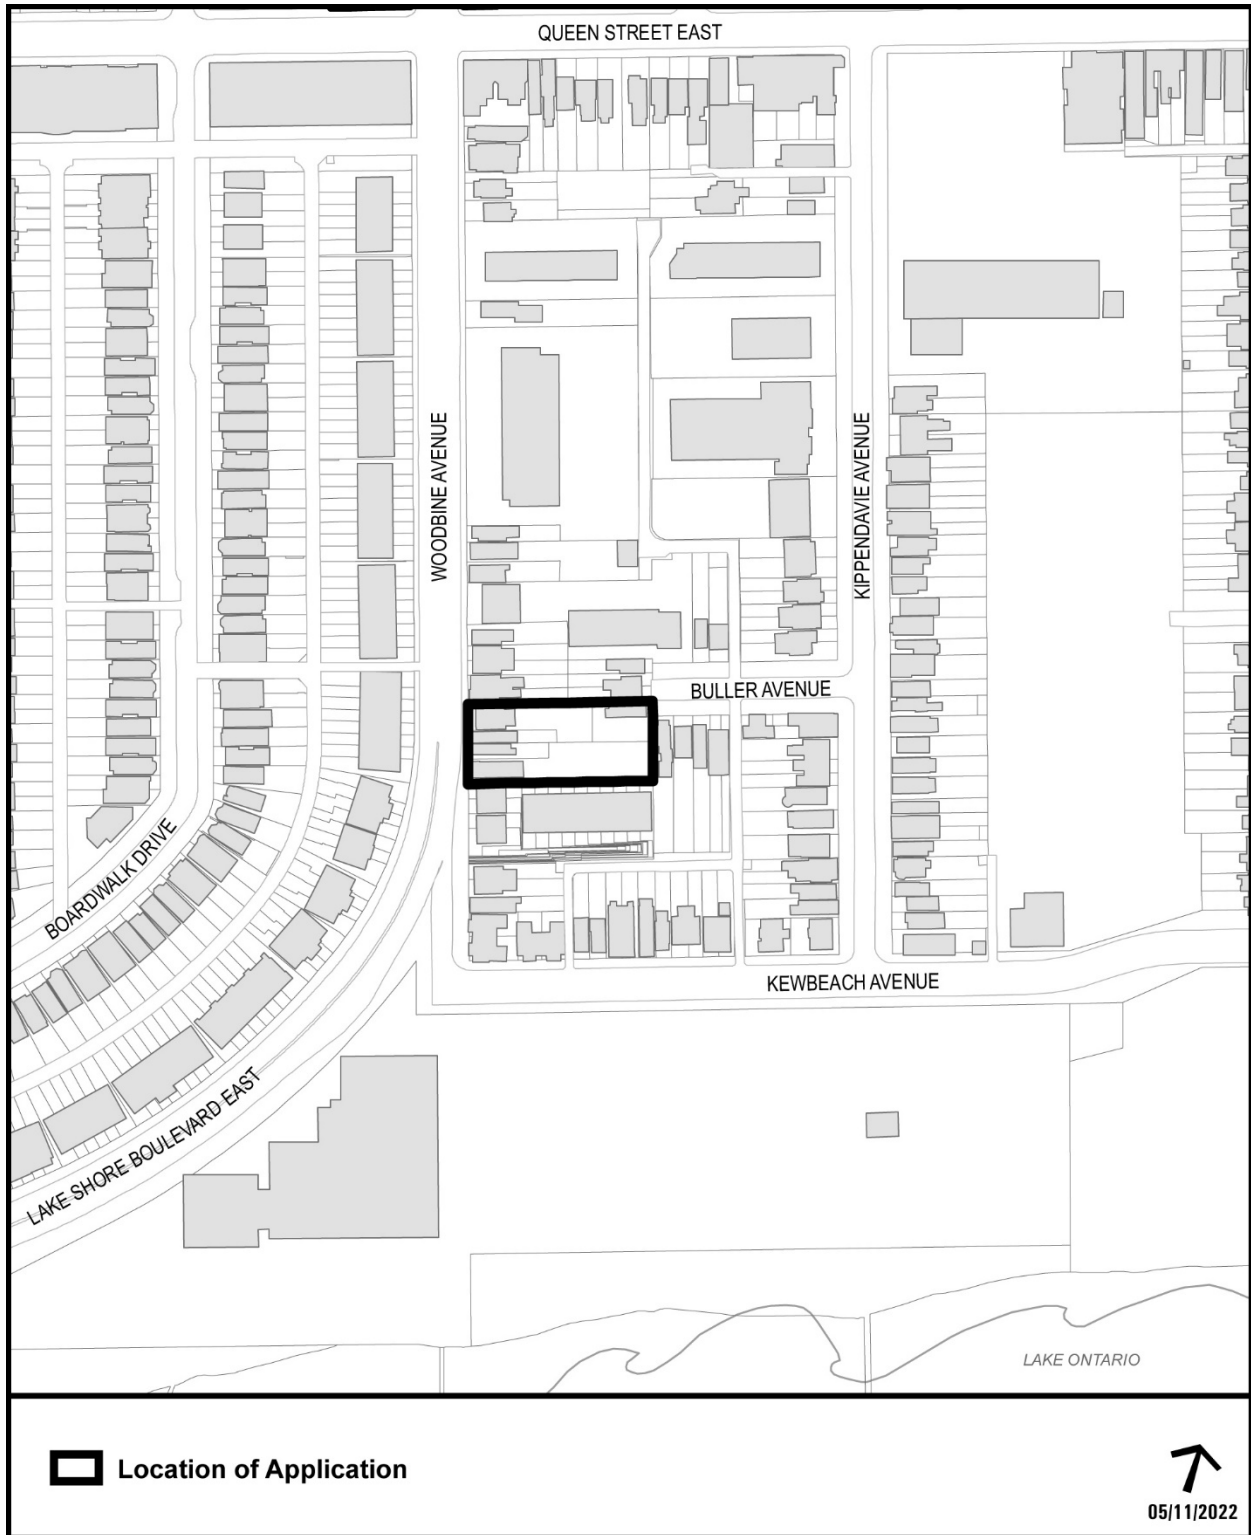 QUEEN STREET EAST
WOODBINE AVENUE
KIPPENDAVIE AVENUE
BULLER AVENUE
BOARDWALK DRIVE
KEWBEACH AVENUE
LAKE SHORE BOULEVARD EAST
LAKE ONTARIO
Location of Application
05/11/2022